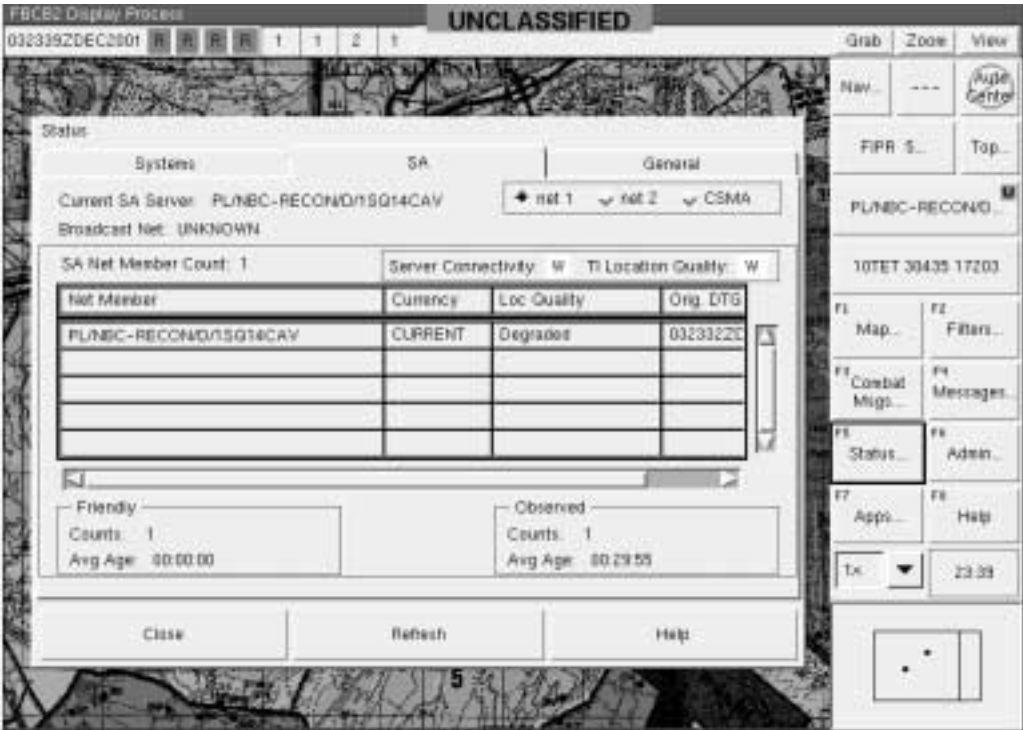 FBCB2 Display Process
UNCLASSIFIED
032339ZDEC2001 R R R R 1 1 2 1
Grab Zoom View
Nav... --- Auto Center
FIPR 5... Top...
Status
Systems SA General
Current SA Server: PL/NBC-RECON/D/1SQ14CAV
net 1 net 2 CSMA
Broadcast Net: UNKNOWN
SA Net Member Count: 1
Server Connectivity: W TI Location Quality: W
Net Member Currency Loc Quality Orig. DTG
PL/NBC-RECON/D/1SQ14CAV CURRENT Degraded 032332ZD
Friendly
Counts: 1
Avg Age: 00:00:00
Observed
Counts: 1
Avg Age: 00:29:55
Close Refresh Help
5
PL/NBC-RECON/D...
10TET 30435 17203
F1 Map...
F2 Filters...
F3 Combat Msgs...
F4 Messages...
F5 Status...
F6 Admin...
F7 Apps...
F8 Help
1x
23:39